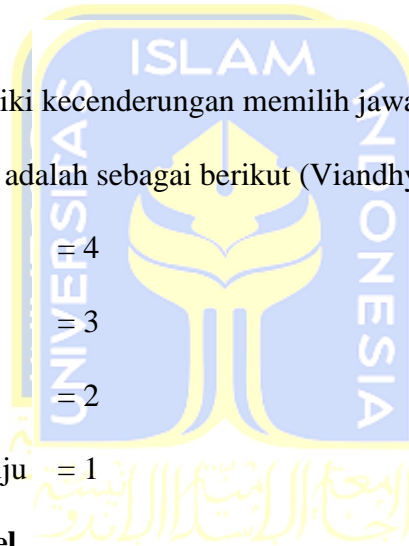 ISLAM
UNIVERSITAS
INDONESIA
iki kecenderungan memilih jawa
adalah sebagai berikut (Viandhy
= 4
= 3
= 2
ju = 1
el